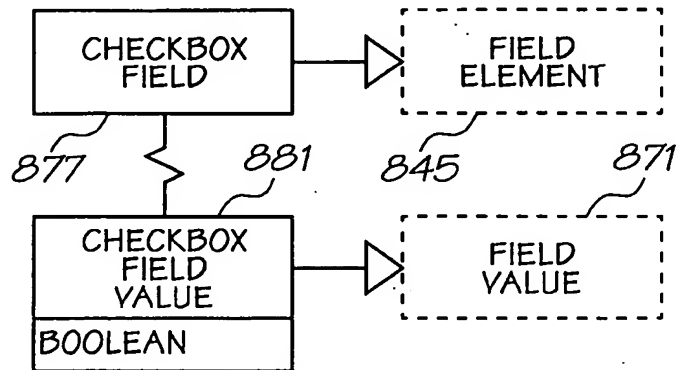 CHECKBOX
FIELD
FIELD
ELEMENT
877
881
845
871
CHECKBOX
FIELD
VALUE
FIELD
VALUE
BOOLEAN